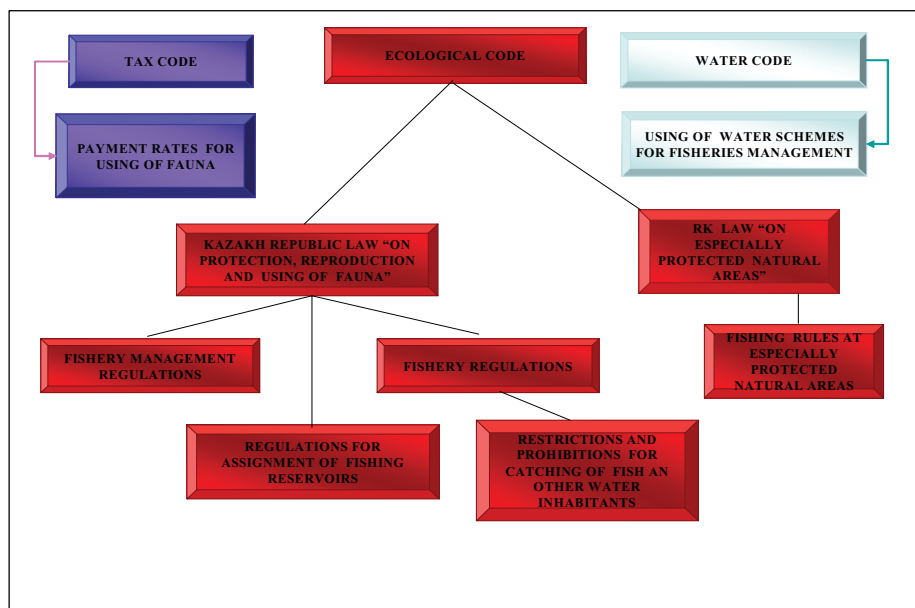 TAX CODE
ECOLOGICAL CODE
WATER CODE
PAYMENT RATES FOR
USING OF FAUNA
USING OF WATER SCHEMES
FOR FISHERIES MANAGEMENT
KAZAKH REPUBLIC LAW “ON
PROTECTION, REPRODUCTION
AND USING OF FAUNA”
RK LAW “ON
ESPECIALLY
PROTECTED NATURAL
AREAS”
FISHERY MANAGEMENT
REGULATIONS
FISHERY REGULATIONS
FISHING RULES AT
ESPECIALLY
PROTECTED
NATURAL AREAS
REGULATIONS FOR
ASSIGNMENT OF FISHING
RESERVOIRS
RESTRICTIONS AND
PROHIBITIONS FOR
CATCHING OF FISH AN
OTHER WATER
INHABITANTS